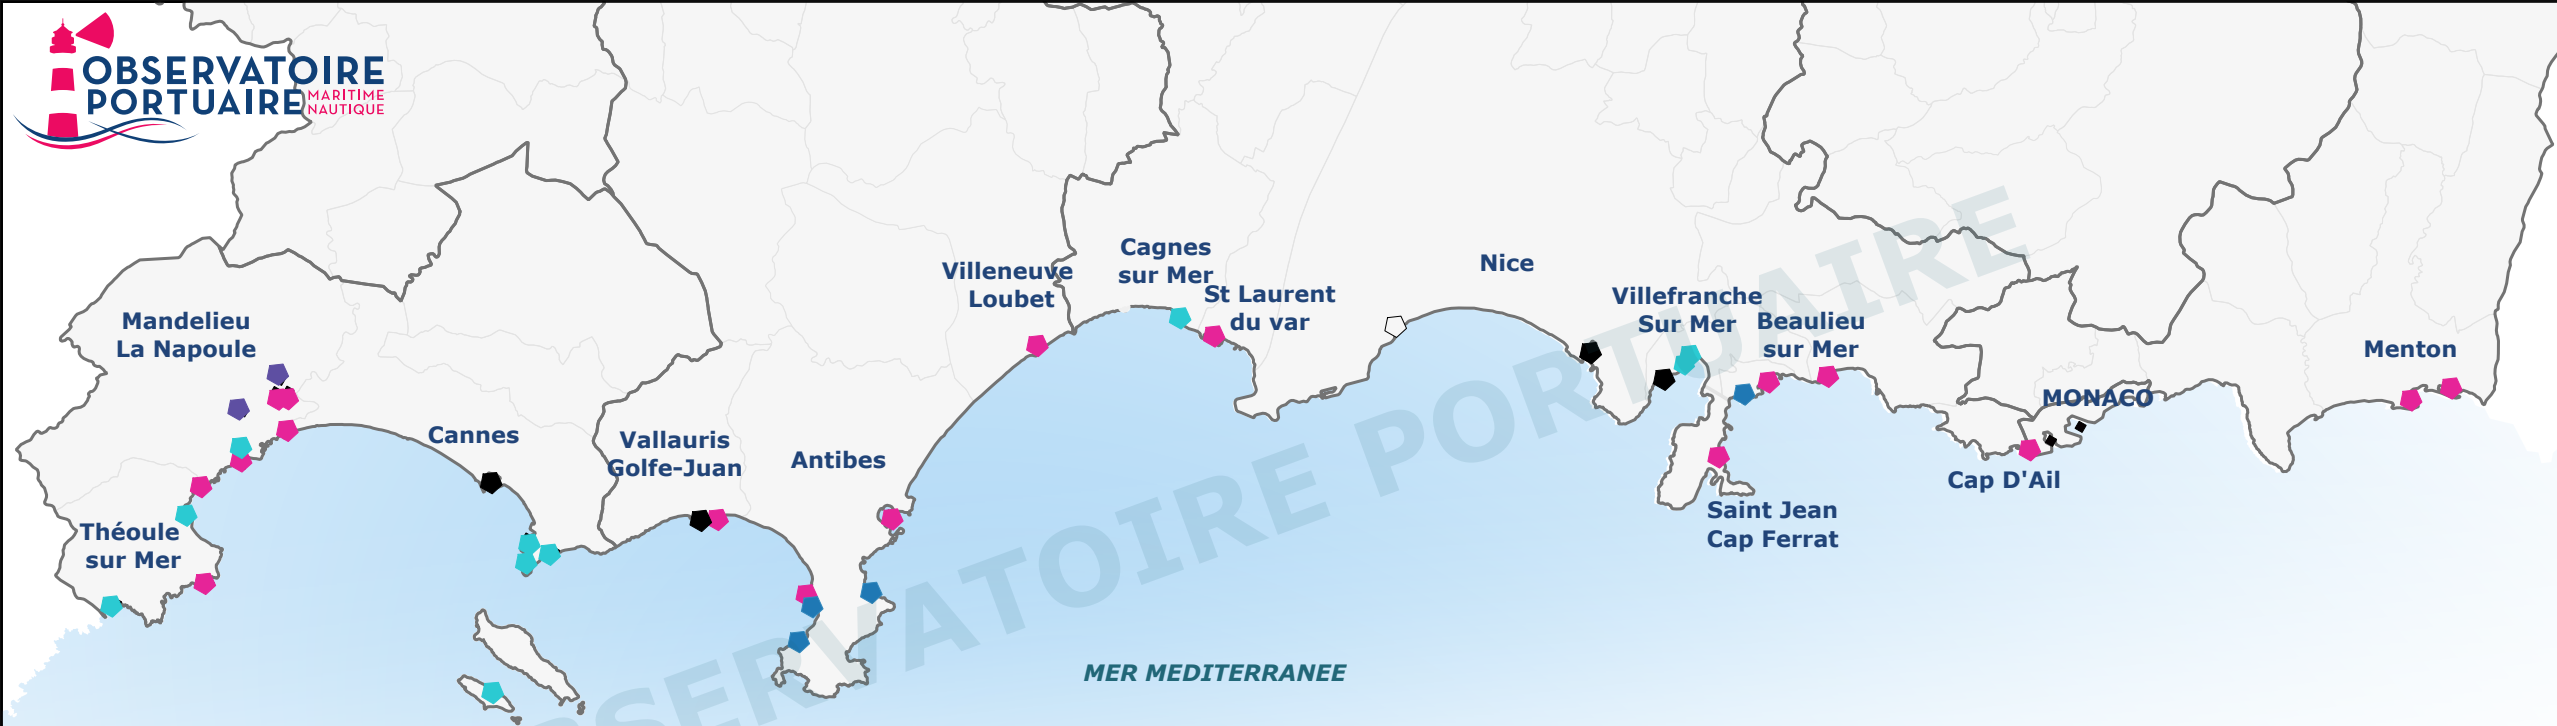 OBSERVATOIRE
PORTUAIRE
MARITIME
NAUTIQUE
Mandelieu
La Napoule
Théoule
sur Mer
Cannes
Vallauris
Golfe-Juan
Antibes
Villeneuve
Loubet
Cagnes
sur Mer
St Laurent
du var
Nice
Villefranche
Sur Mer
Beaulieu
sur Mer
Saint Jean
Cap Ferrat
Cap D'Ail
MONACO
Menton
MER MEDITERRANEE
OBSERVATOIRE PORTUAIRE